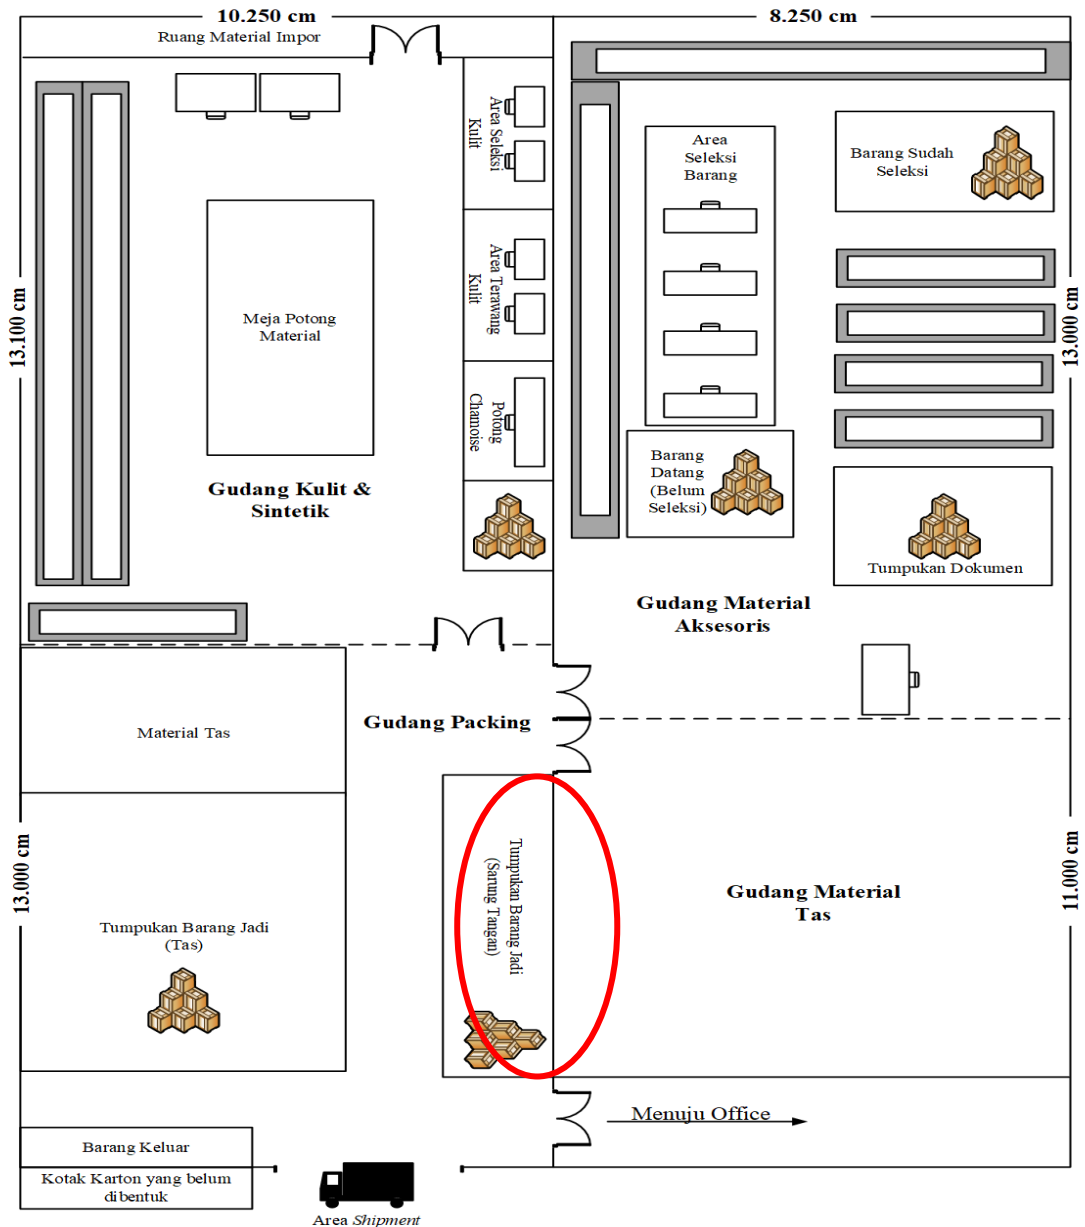 10.250 cm
8.250 cm
Ruang Material Impor
Area Seleksi
Kulit
Area
Seleksi
Barang
Barang Sudah
Seleksi
Area Terawang
Kulit
13.100 cm
13.000 cm
Meja Potong
Material
Potong
Chamoise
Gudang Kulit &
Sintetik
Barang
Datang
(Belum
Seleksi)
Tumpukan Dokumen
Gudang Material
Aksesoris
Gudang Packing
Material Tas
13.000 cm
11.000 cm
Tumpukan Barang Jadi
(Sarung Tangan)
Gudang Material
Tas
Tumpukan Barang Jadi
(Tas)
Menuju Office
Barang Keluar
Kotak Karton yang belum
dibentuk
Area Shipment